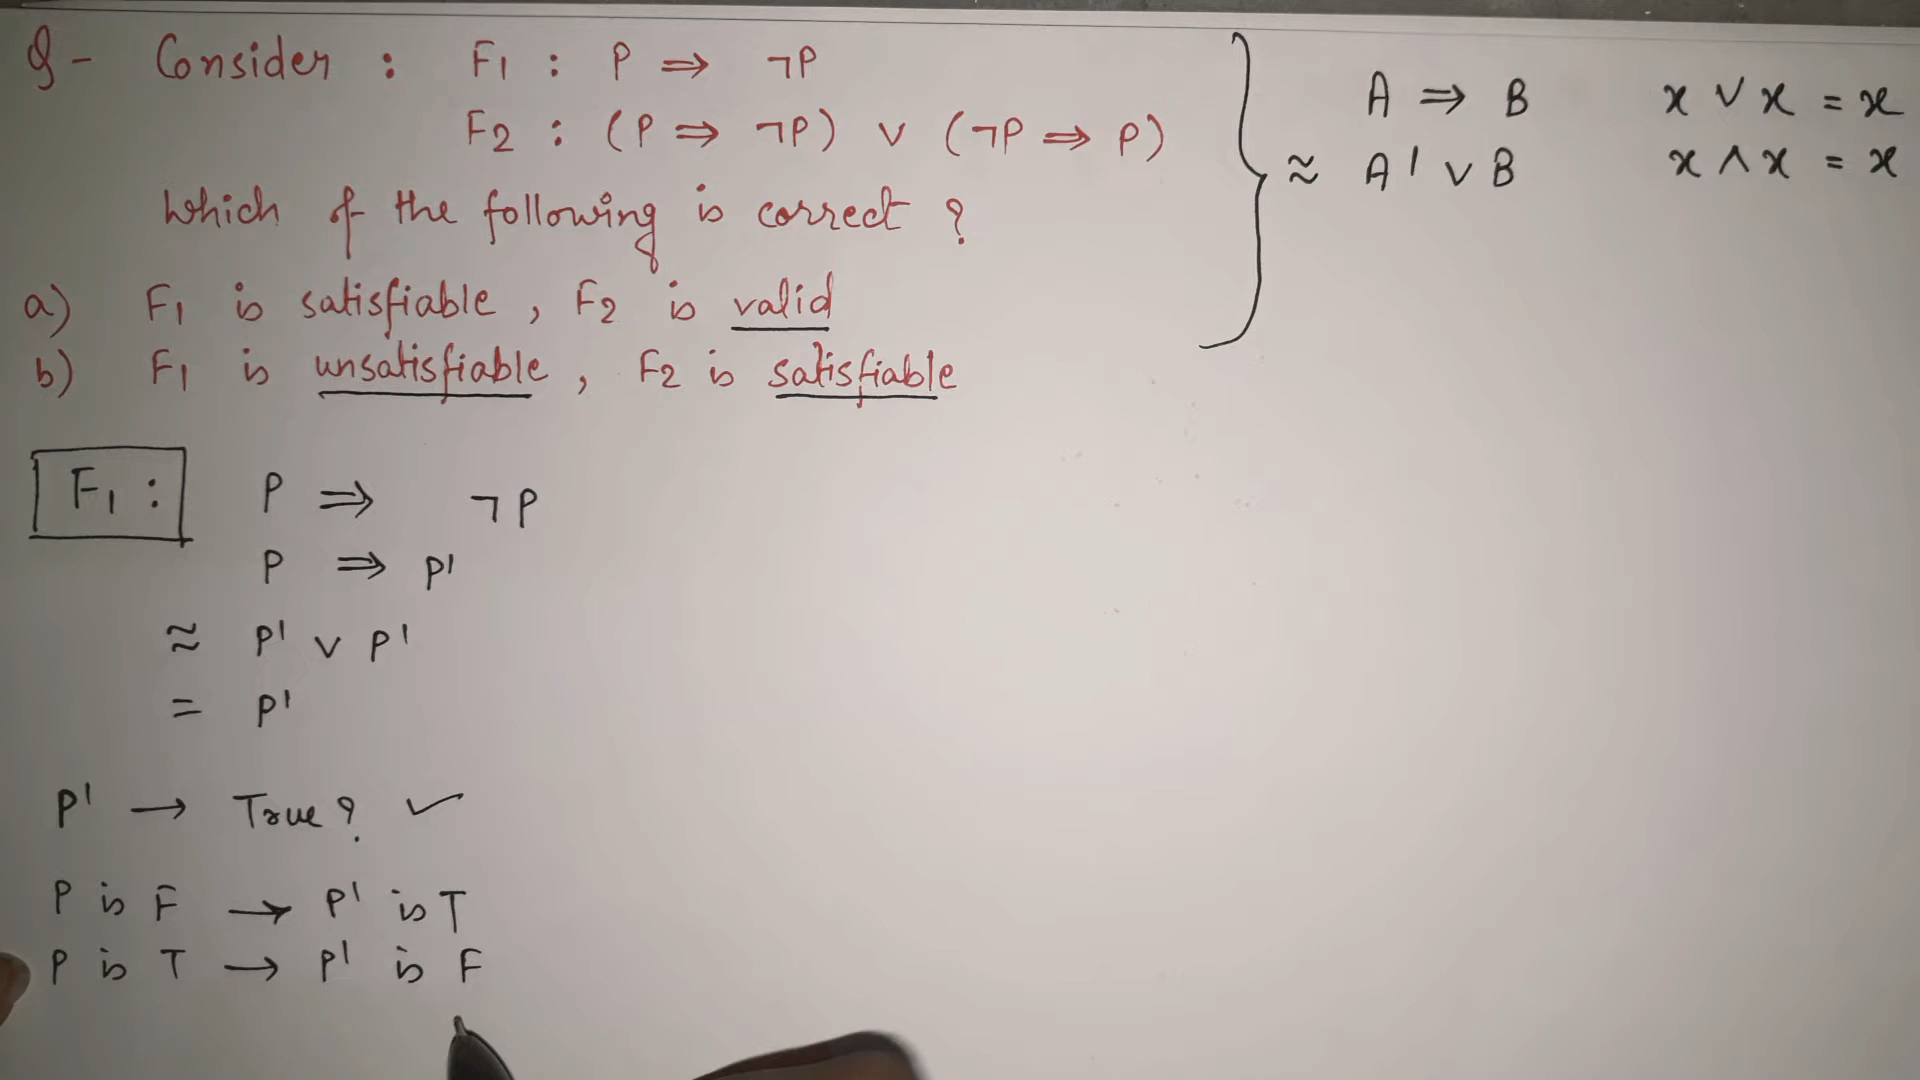 Q- Consider : F1 : P ⇒ ¬P
F2 : (P ⇒ ¬P) ∨ (¬P ⇒ P)
Which of the following is correct ?
a) F1 is satisfiable , F2 is valid
b) F1 is unsatisfiable , F2 is satisfiable
A ⇒ B
≈ A' ∨ B
x ∨ x = x
x ∧ x = x
F1 : P ⇒ ¬P
P ⇒ P'
≈ P' ∨ P'
= P'
P' → True ? ✓
P is F → P' is T
P is T → P' is F